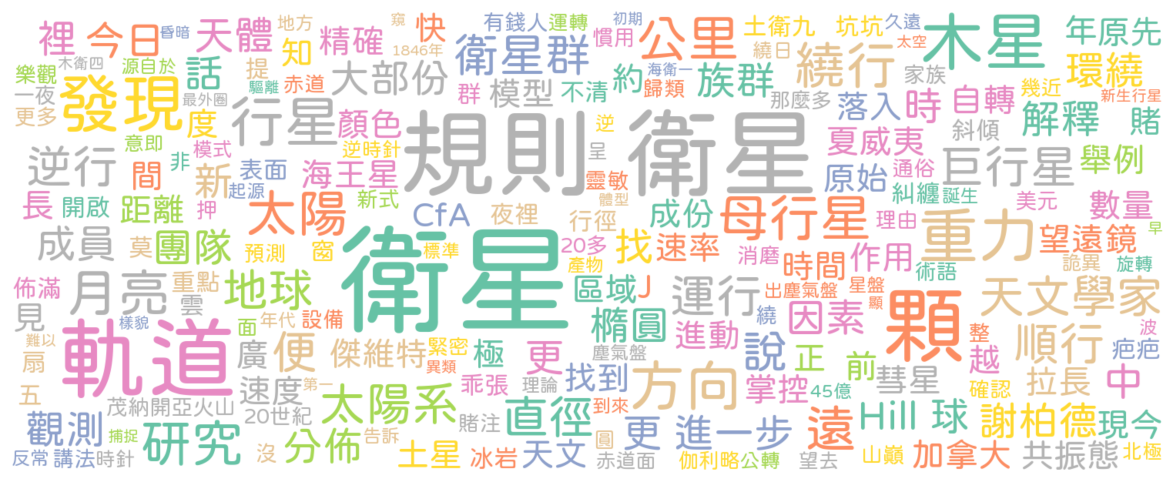 裡 今日 昏暗 天體 地方 窺 1846年 知 精確 快 有錢人 運轉 初期 慣用 公里 土衛九 坑坑 久遠 太空 木星 年原先
樂觀 木衛四 源自於 話 提 大部份 衛星群 海衛一 約 族群 繞日 繞行 家族 幾近 環繞 新生行星
一夜 發現 驅離 赤道 群 模型 不清 歸類 那麼多 落入 時 自轉 解釋 賭
更多 最外圈 度 行星 顏色 逆 夏威夷 斜傾
意即 模式 逆時針 規則 衛星 呈 通俗 巨行星 舉例
逆行 間 非 新 表面 海王星 靈敏 原始 糾纏 誕生
長 開啟 距離 押 起源 新式 CfA 夜裡 體型 行徑 成份 母行星 理由 美元 數量
成員 莫 團隊 太陽 預測 窗 標準 20多 找 速率 消磨 重力 望遠鏡 早
佈滿 月亮 重點 地球 衛星 產物 區域 J 運行 時間 作用 術語 詭異 旋轉
見 雲 出塵氣盤 星盤 顯 天文學家
軌道 樣貌 面 年代 設備 橢圓 進動 繞 因素 顆 整 順行 波
難以 扇 廣 便 傑維特 緊密 極 更 塵氣盤 說 正 前 越 疤疤
五 速度 第一 太陽系 異類 乖張 理論 找到 方向 掌控 45億 彗星 確認 拉長 中
觀測 茂納開亞火山 20世紀 賭注 直徑 到來 Hill 球 謝柏德 現今
捕捉 研究 沒 分佈 告訴 圓 更 進一步 遠
反常 講法 時針 土星 冰岩 天文 赤道面 伽利略 公轉 望去 山巔 加拿大 共振態 北極